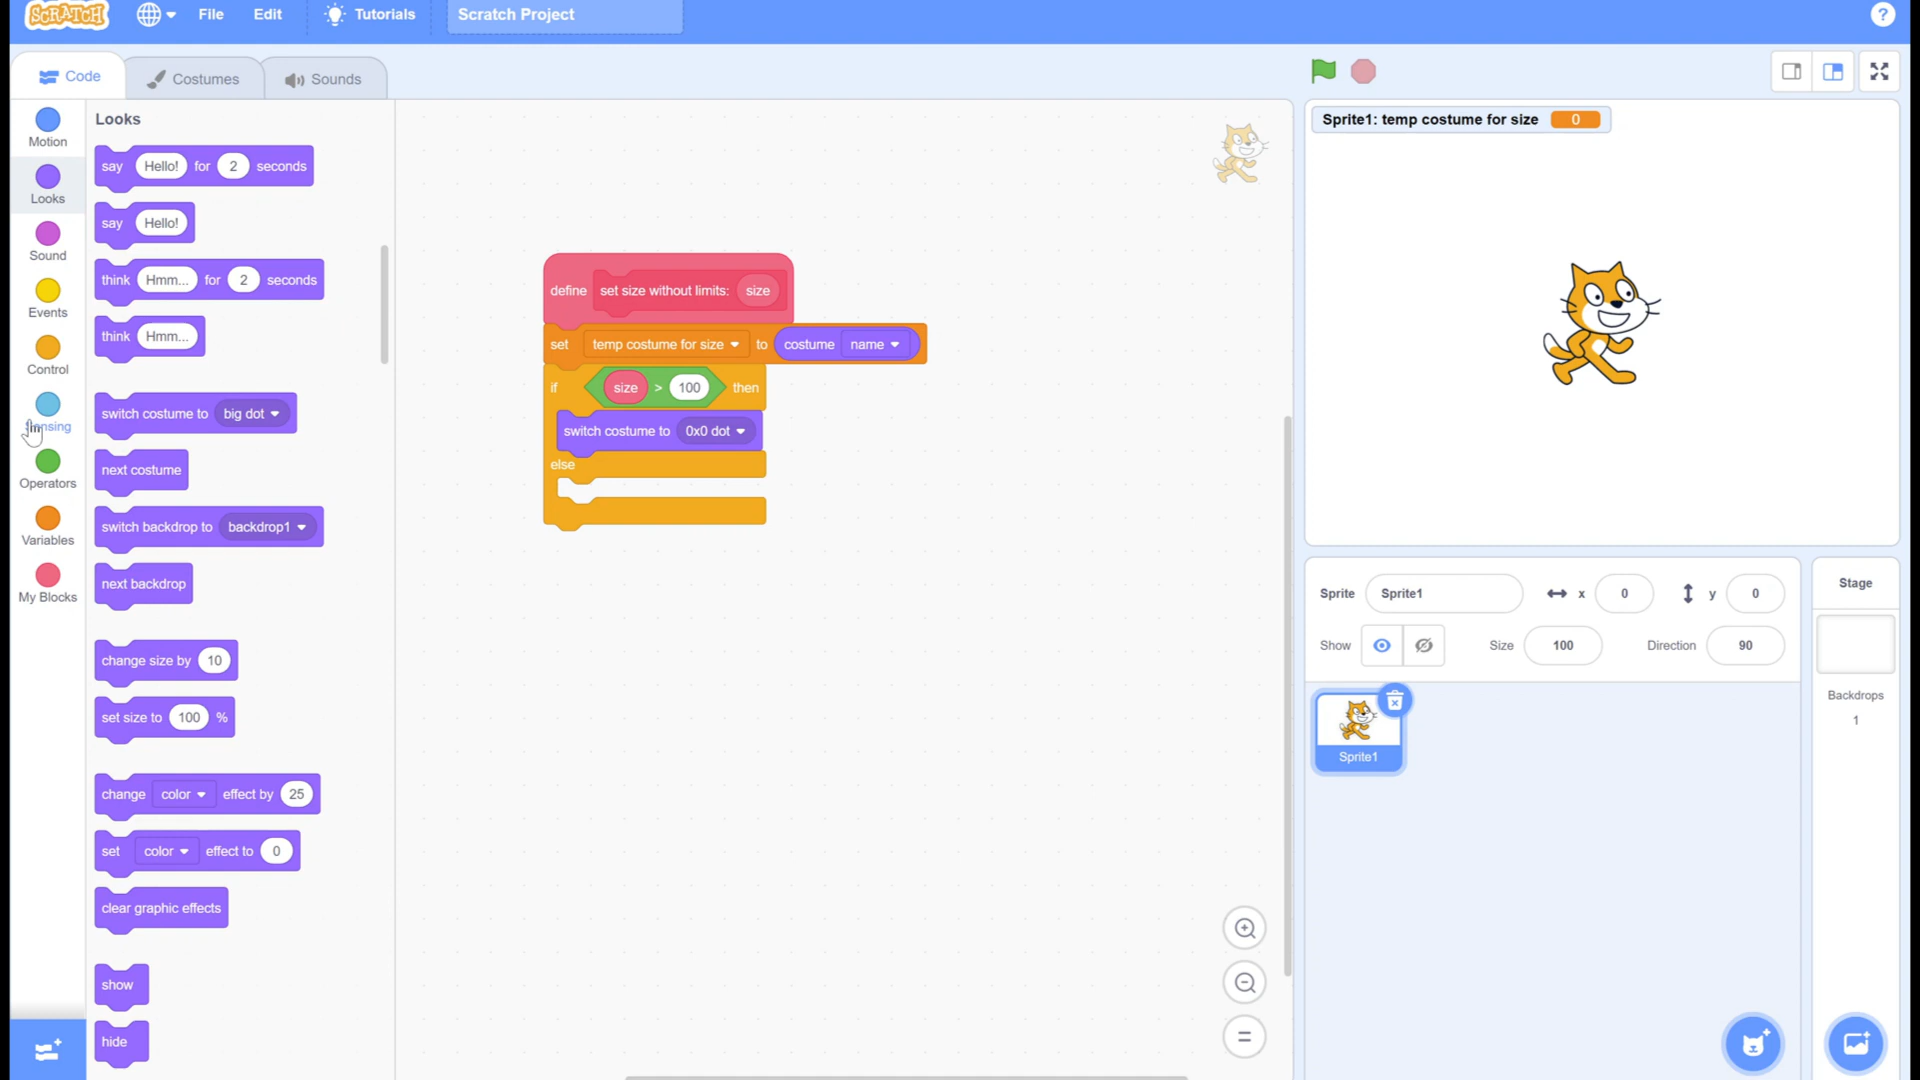 SCRATCH File Edit Tutorials Scratch Project ?
Code Costumes Sounds
Motion
Looks
Sound
Events
Control
Sensing
Operators
Variables
My Blocks
Looks
say Hello! for 2 seconds
say Hello!
think Hmm... for 2 seconds
think Hmm...
switch costume to big dot
next costume
switch backdrop to backdrop1
next backdrop
change size by 10
set size to 100 %
change color effect by 25
set color effect to 0
clear graphic effects
show
hide
define set size without limits: size
set temp costume for size to costume name
if size > 100 then
switch costume to 0x0 dot
else
Sprite1: temp costume for size 0
Sprite Sprite1 x 0 y 0
Show Size 100 Direction 90
Sprite1
Stage
Backdrops
1